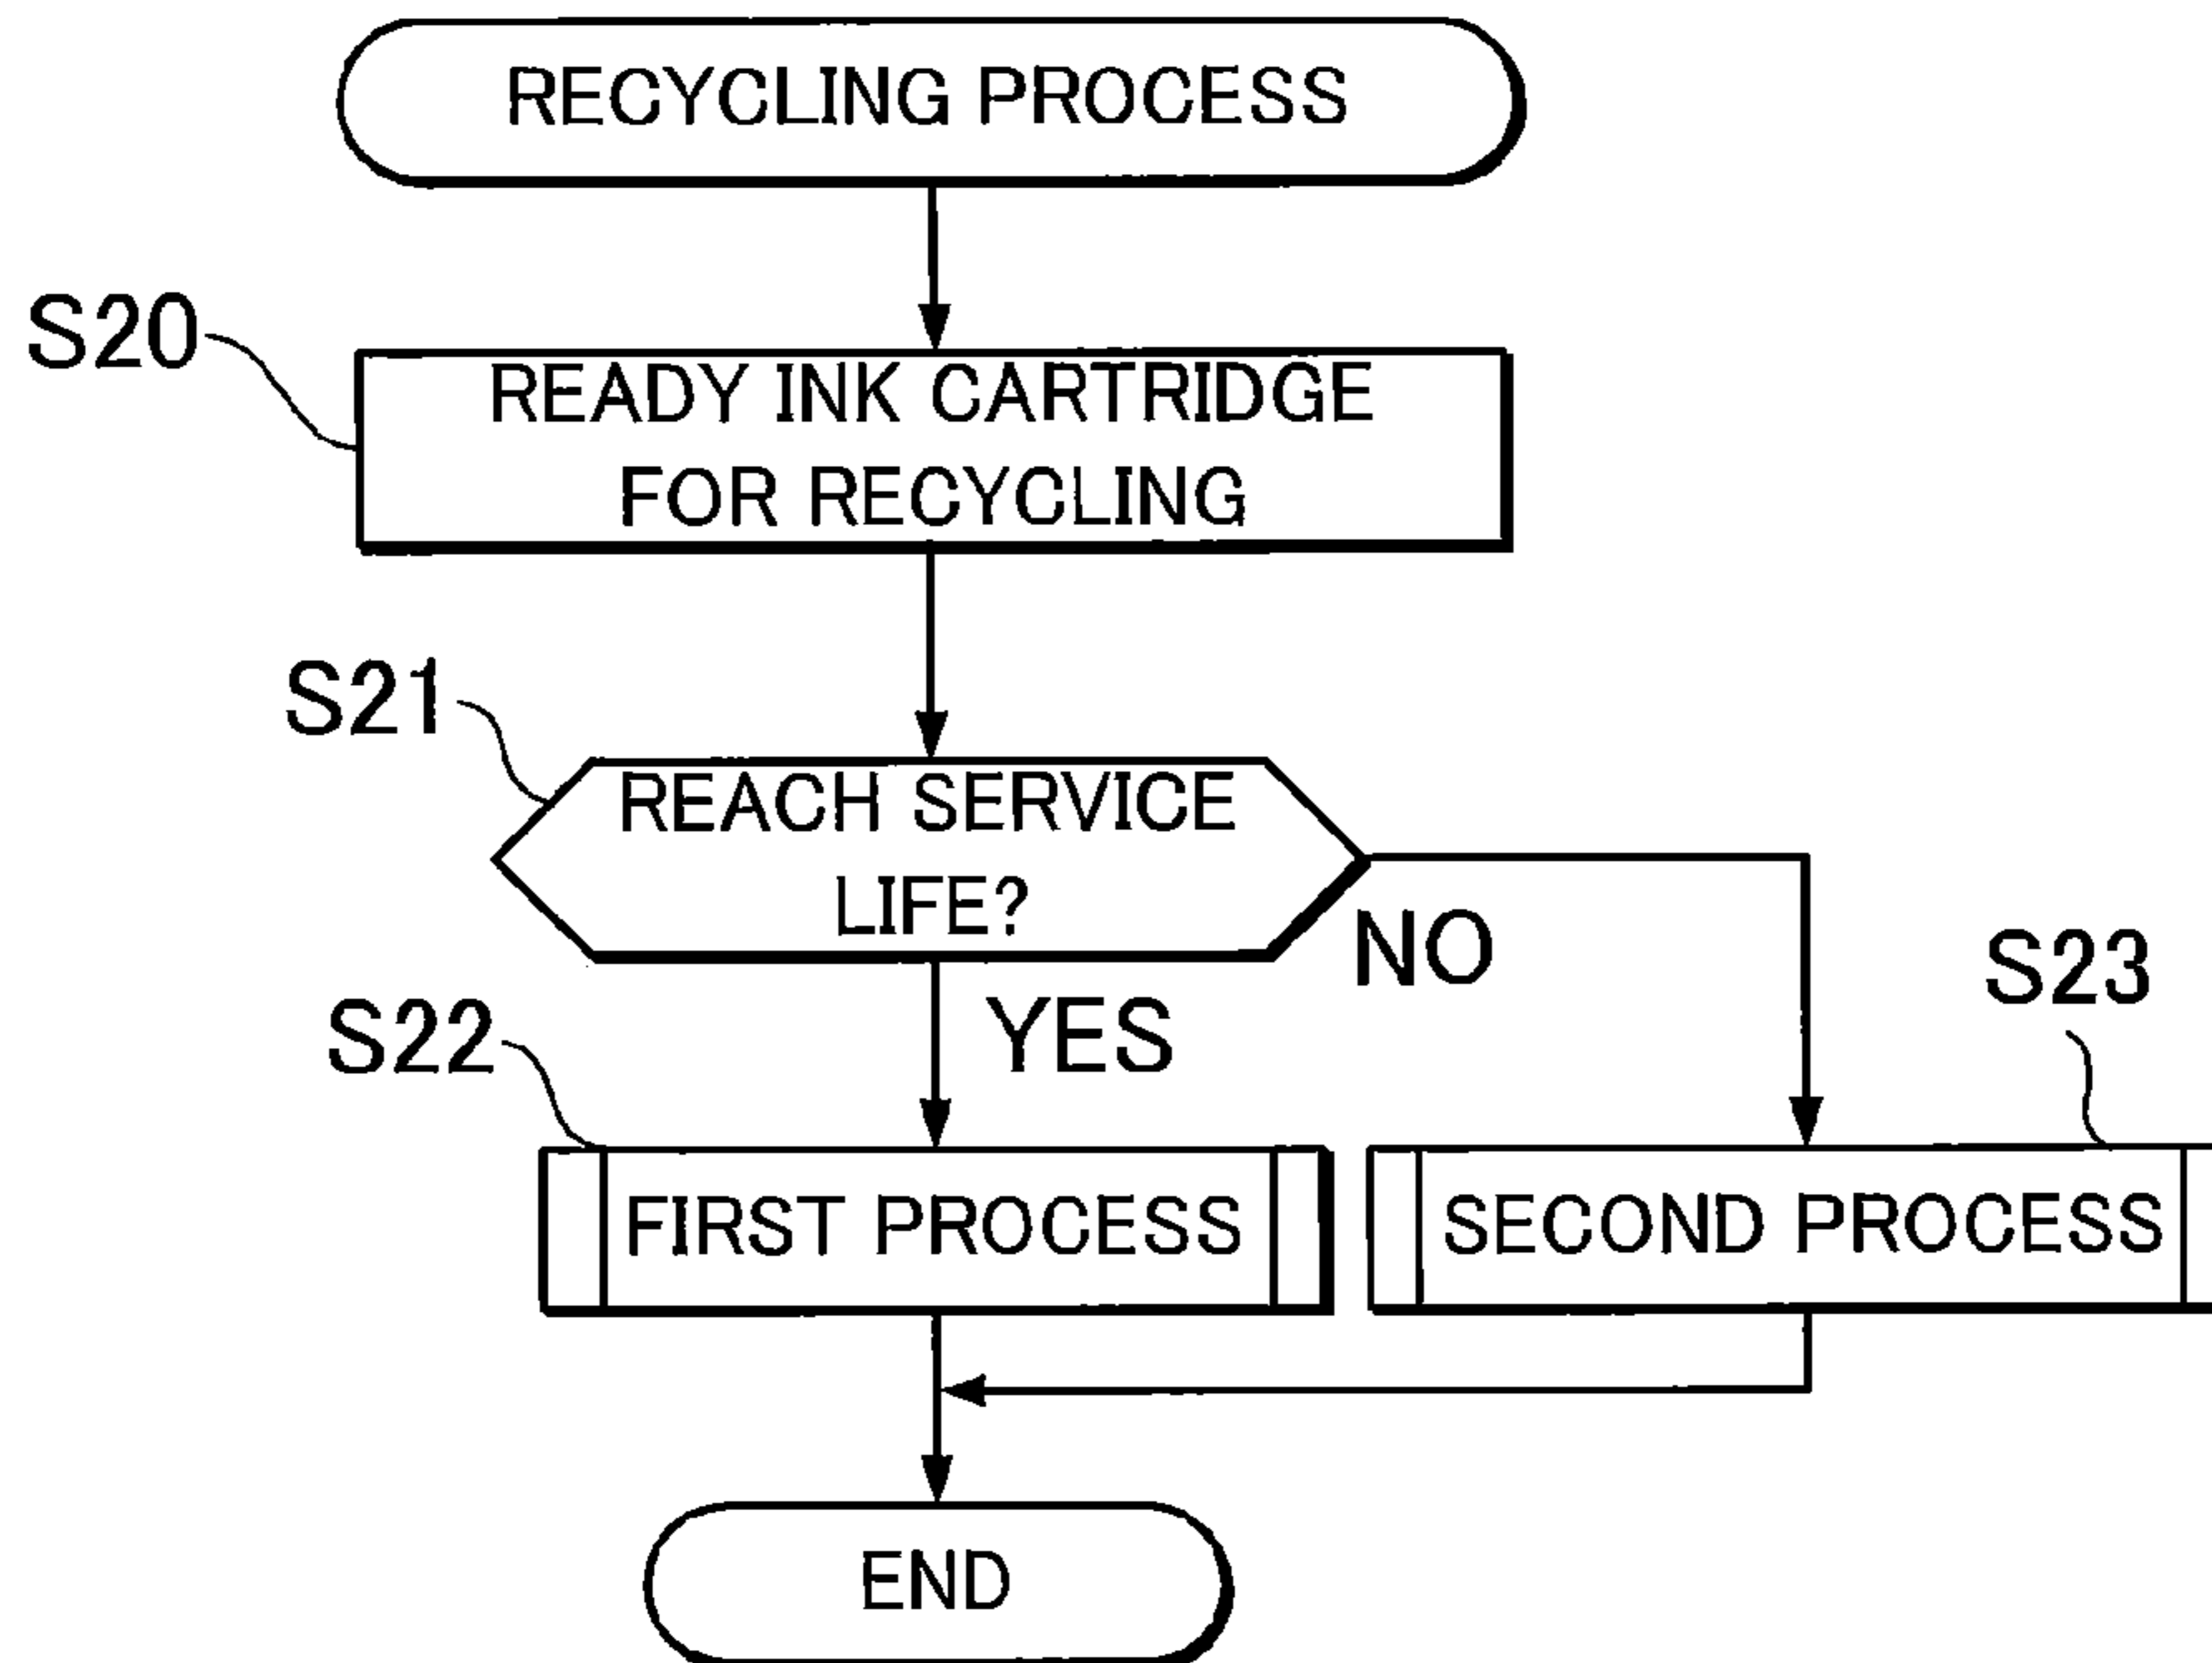 RECYCLING PROCESS
S20
READY INK CARTRIDGE
FOR RECYCLING
S21
REACH SERVICE
LIFE?
NO
S23
S22
YES
FIRST PROCESS
SECOND PROCESS
END